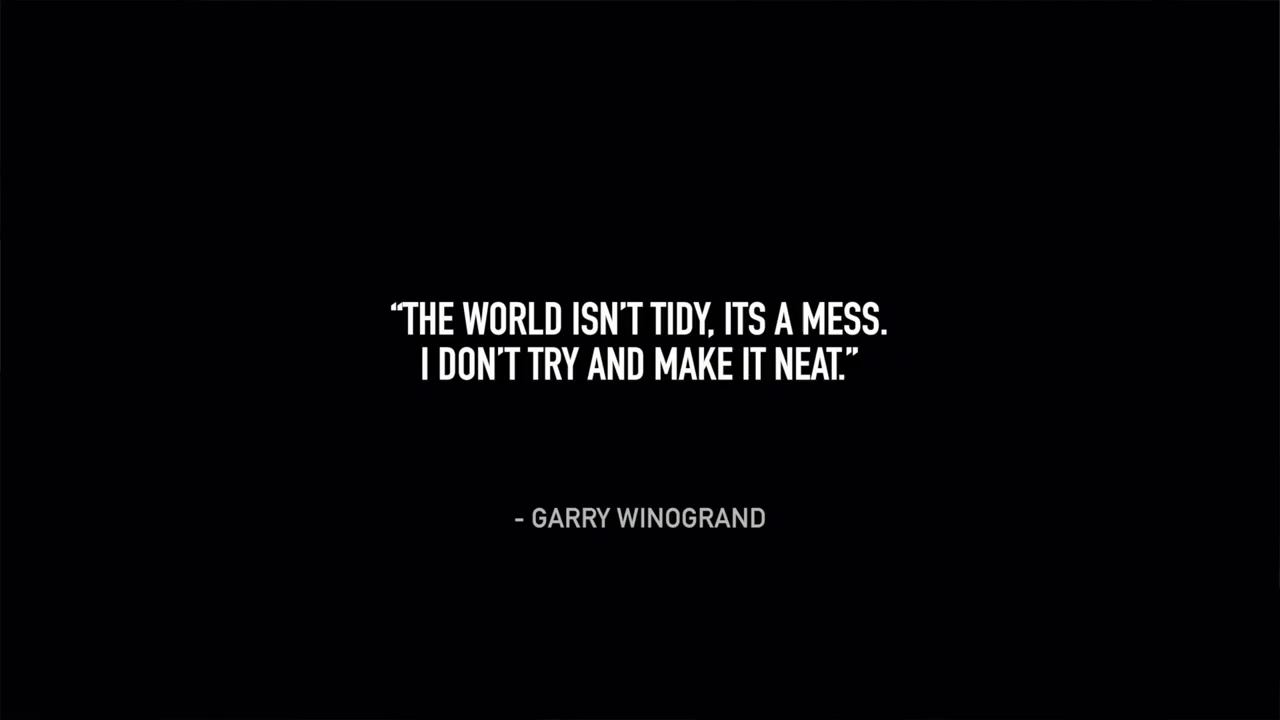 “THE WORLD ISN’T TIDY, ITS A MESS.
I DON’T TRY AND MAKE IT NEAT.”
- GARRY WINOGRAND